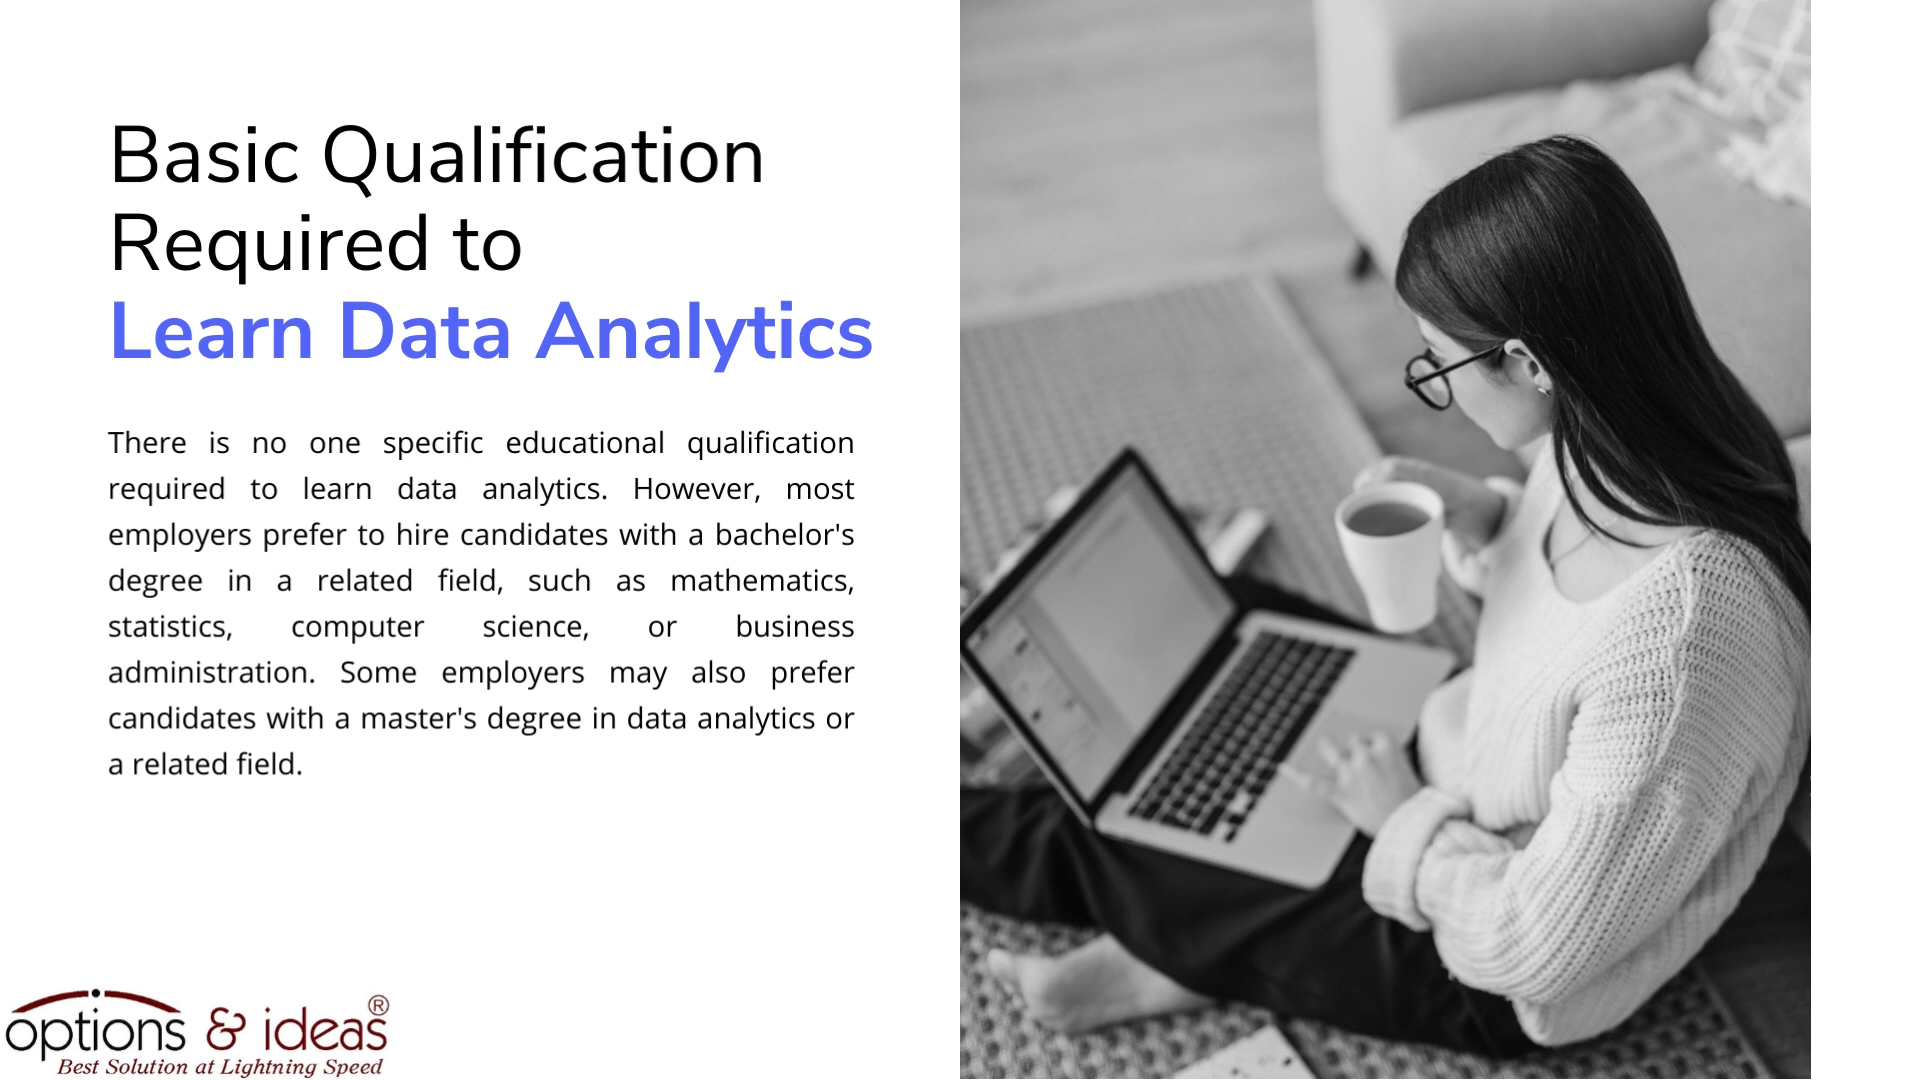 Basic Qualification
Required to
Learn Data Analytics
There is no one specific educational qualification
required to learn data analytics. However, most
employers prefer to hire candidates with a bachelor's
degree in a related field, such as mathematics,
statistics, computer science, or business
administration. Some employers may also prefer
candidates with a master's degree in data analytics or
a related field.
options & ideas®
Best Solution at Lightning Speed